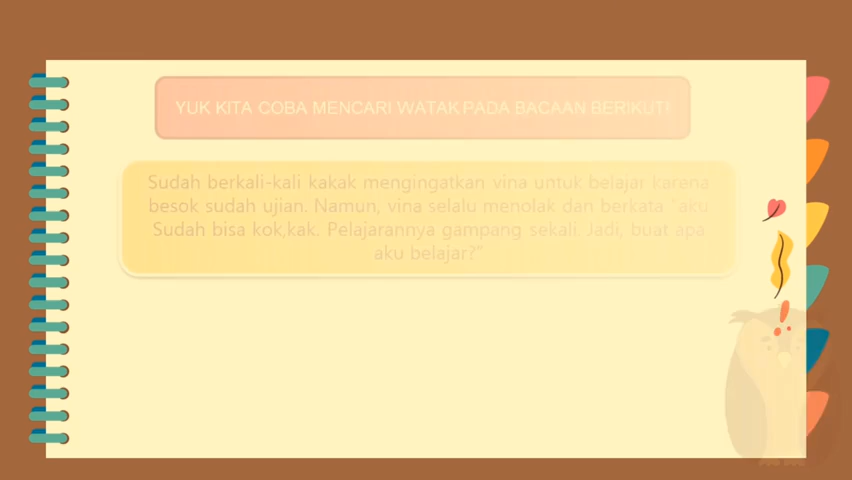 YUK KITA COBA MENCARI WATAK PADA BACAAN BERIKUT!
Sudah berkali-kali kakak mengingatkan vina untuk belajar karena
besok sudah ujian. Namun, vina selalu menolak dan berkata "aku
Sudah bisa kok,kak. Pelajarannya gampang sekali. Jadi, buat apa
aku belajar?"